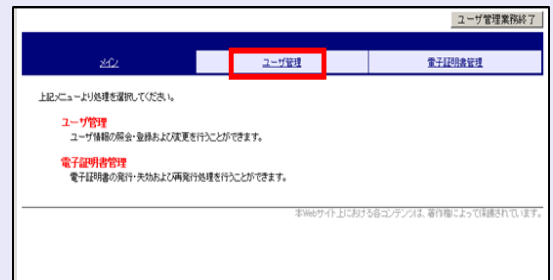 ユーザ管理業務終了
メイン ユーザ管理 電子証明書管理
上記メニューより処理を選択してください。
ユーザ管理
ユーザ情報の照会・登録および変更を行うことができます。
電子証明書管理
電子証明書の発行・失効および再発行処理を行うことができます。
本Webサイト上における各コンテンツは、著作権によって保護されています。